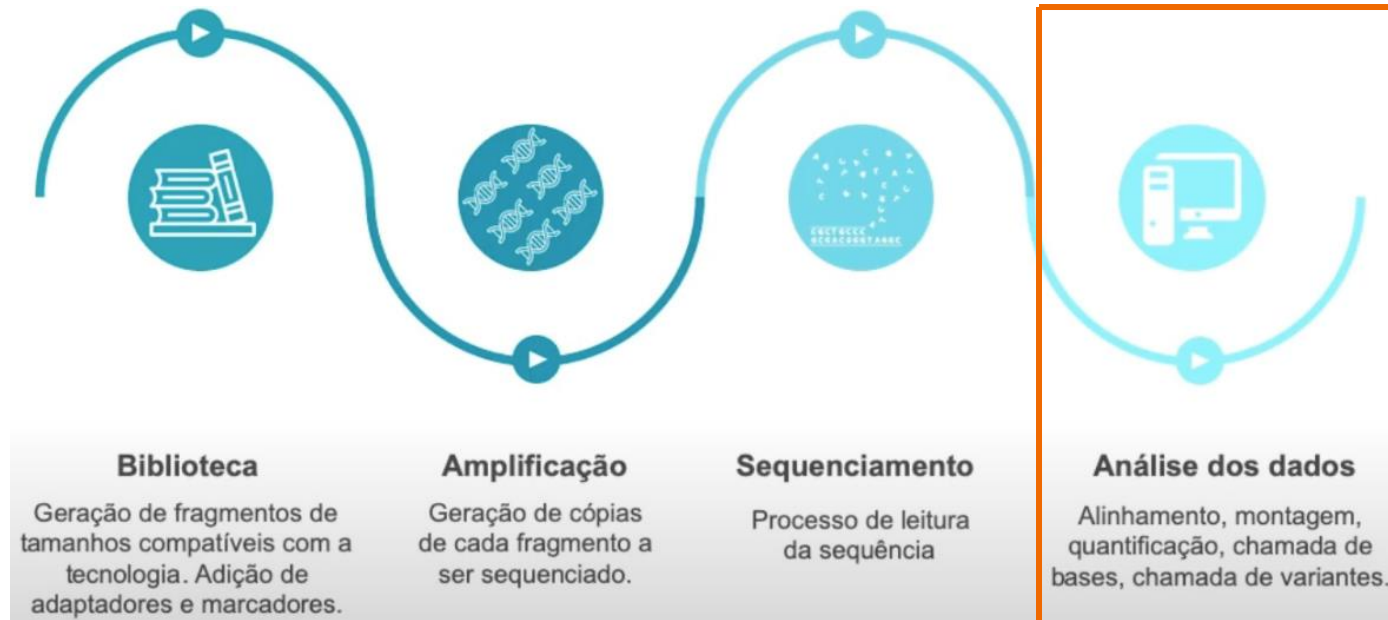 Biblioteca
Geração de fragmentos de
tamanhos compatíveis com a
tecnologia. Adição de
adaptadores e marcadores.
Amplificação
Geração de cópias
de cada fragmento a
ser sequenciado.
Sequenciamento
Processo de leitura
da sequência
Análise dos dados
Alinhamento, montagem,
quantificação, chamada de
bases, chamada de variantes.